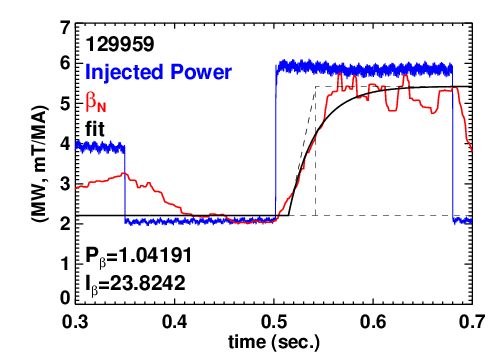 7
6
5
4
3
2
1
0
(MW, mT/MA)
129959
Injected Power
βN
fit
Pβ=1.04191
Iβ=23.8242
0.3 0.4 0.5 0.6 0.7
time (sec.)